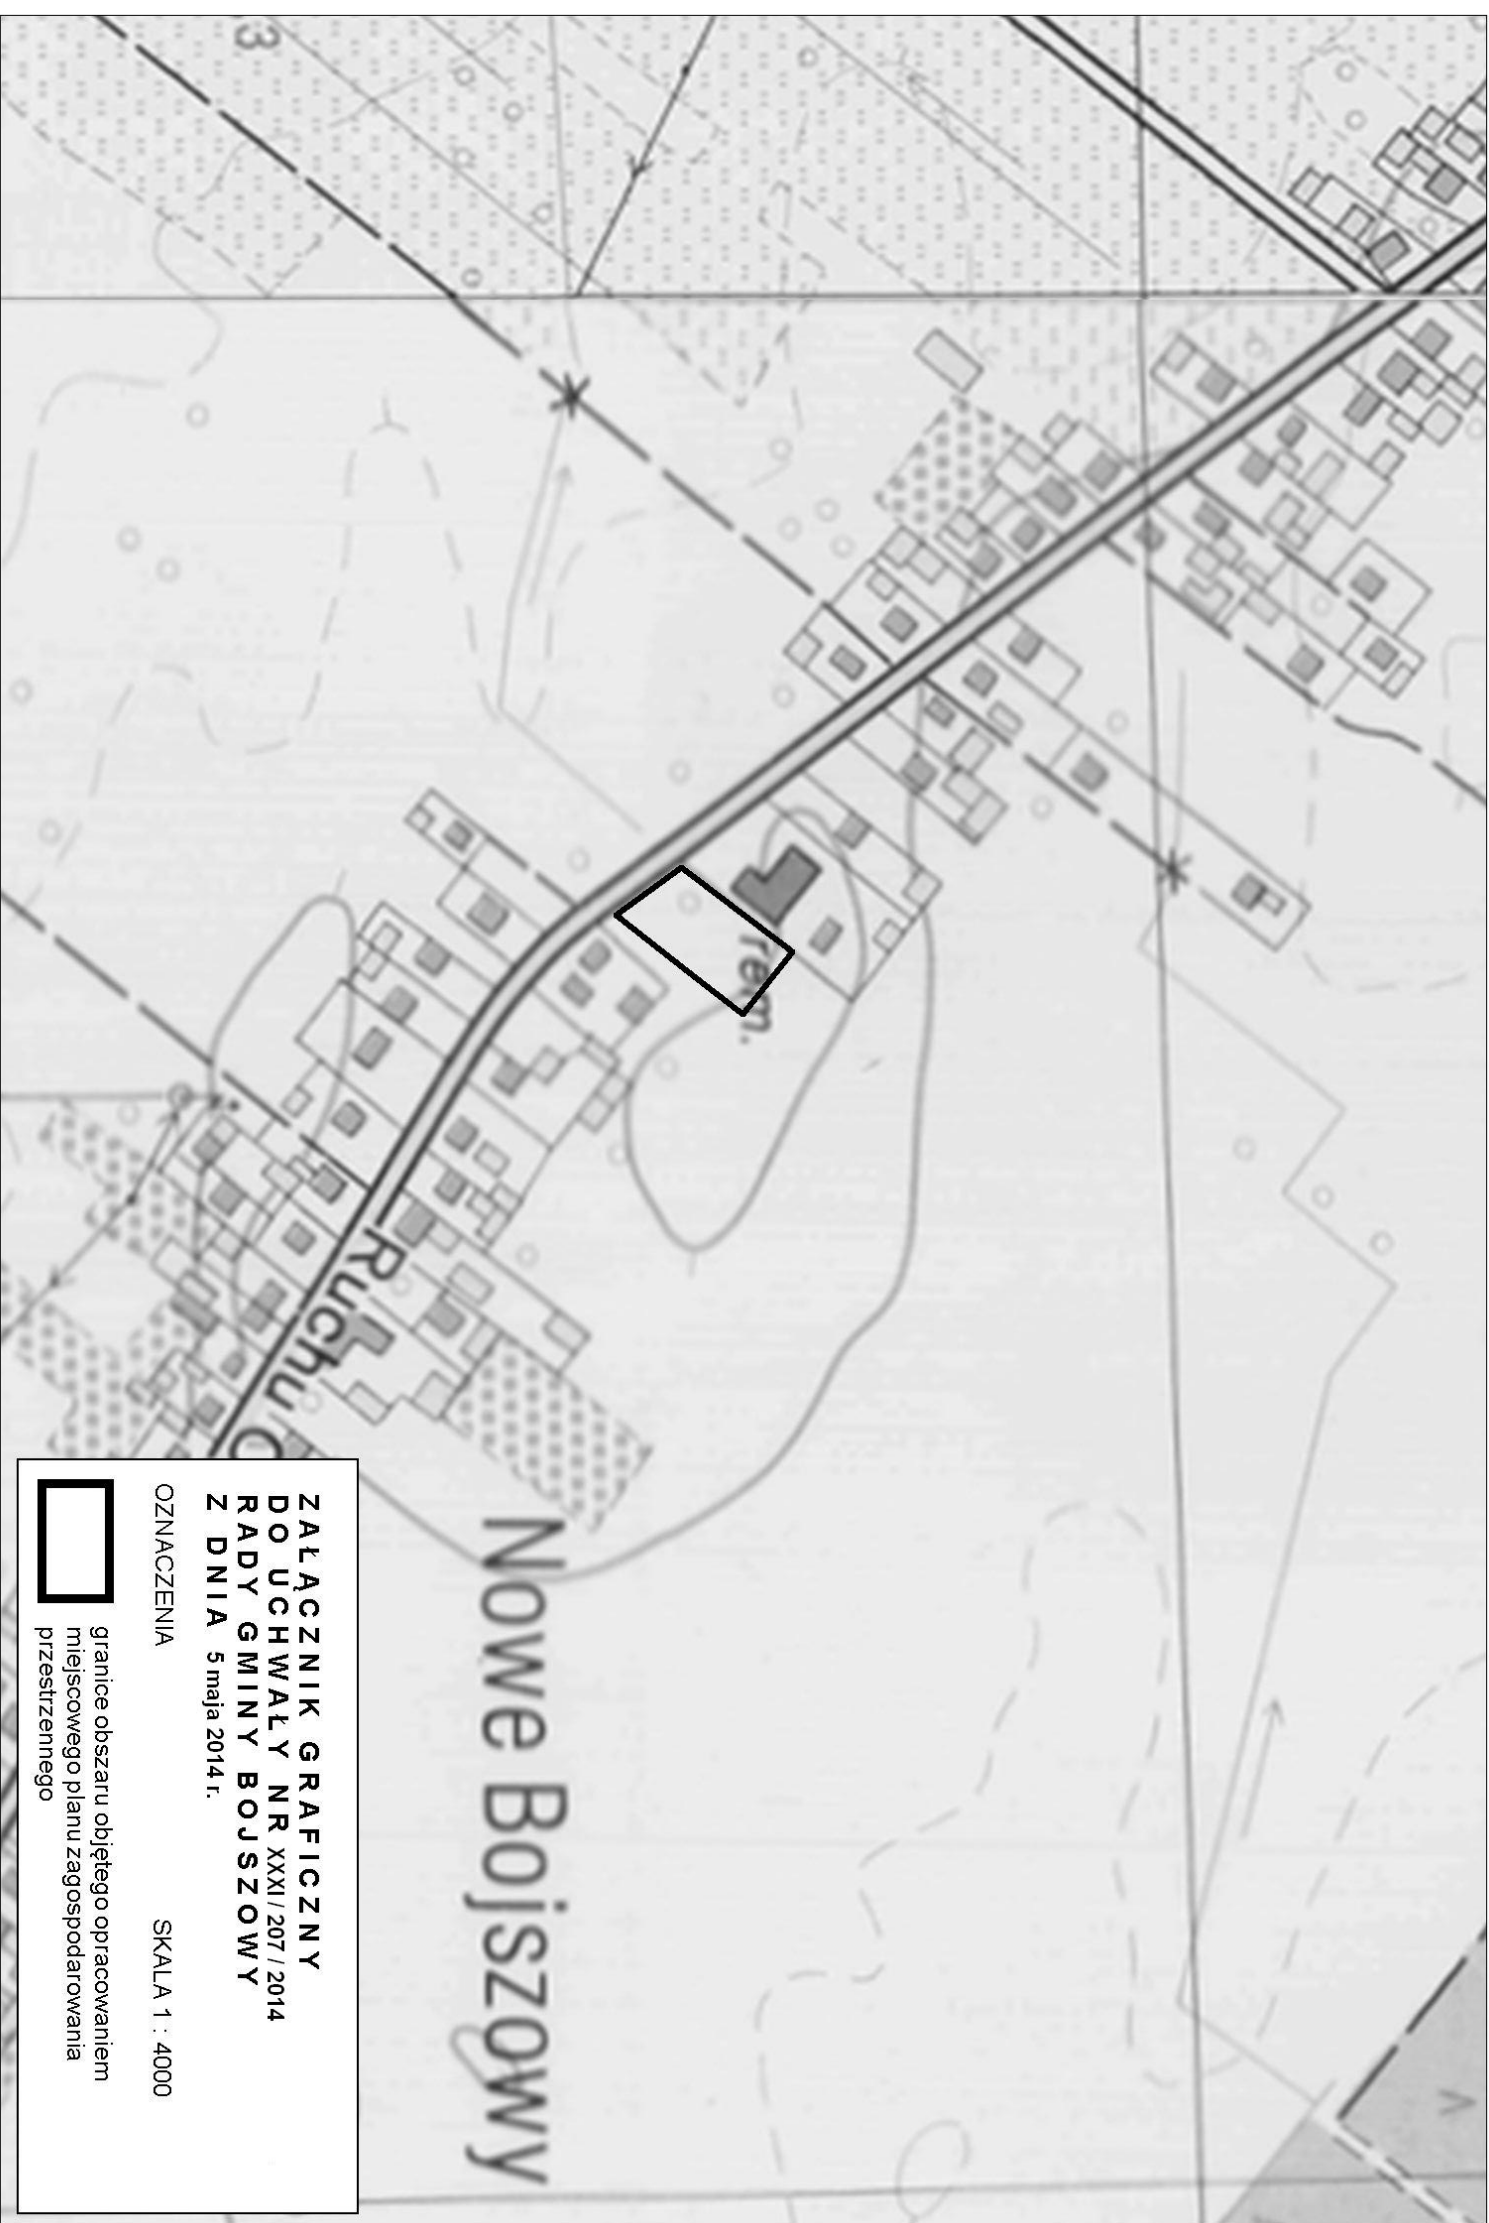 3
rem.
Ruchu O
Nowe Bojszowy
ZAŁĄCZNIK GRAFICZNY
DO UCHWAŁY NR XXXI / 207 / 2014
RADY GMINY BOJSZOWY
Z DNIA 5 maja 2014 r.
OZNACZENIA SKALA 1 : 4000
granice obszaru objętego opracowaniem
miejscowego planu zagospodarowania
przestrzennego